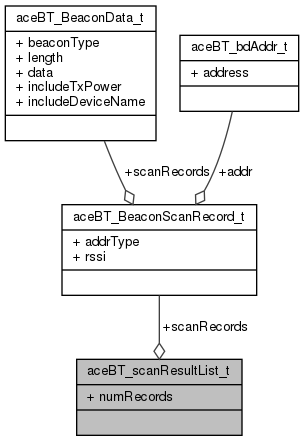 aceBT_BeaconData_t
+ beaconType
+ length
+ data
+ includeTxPower
+ includeDeviceName
aceBT_bdAddr_t
+ address
+scanRecords
+addr
aceBT_BeaconScanRecord_t
+ addrType
+ rssi
+scanRecords
aceBT_scanResultList_t
+ numRecords